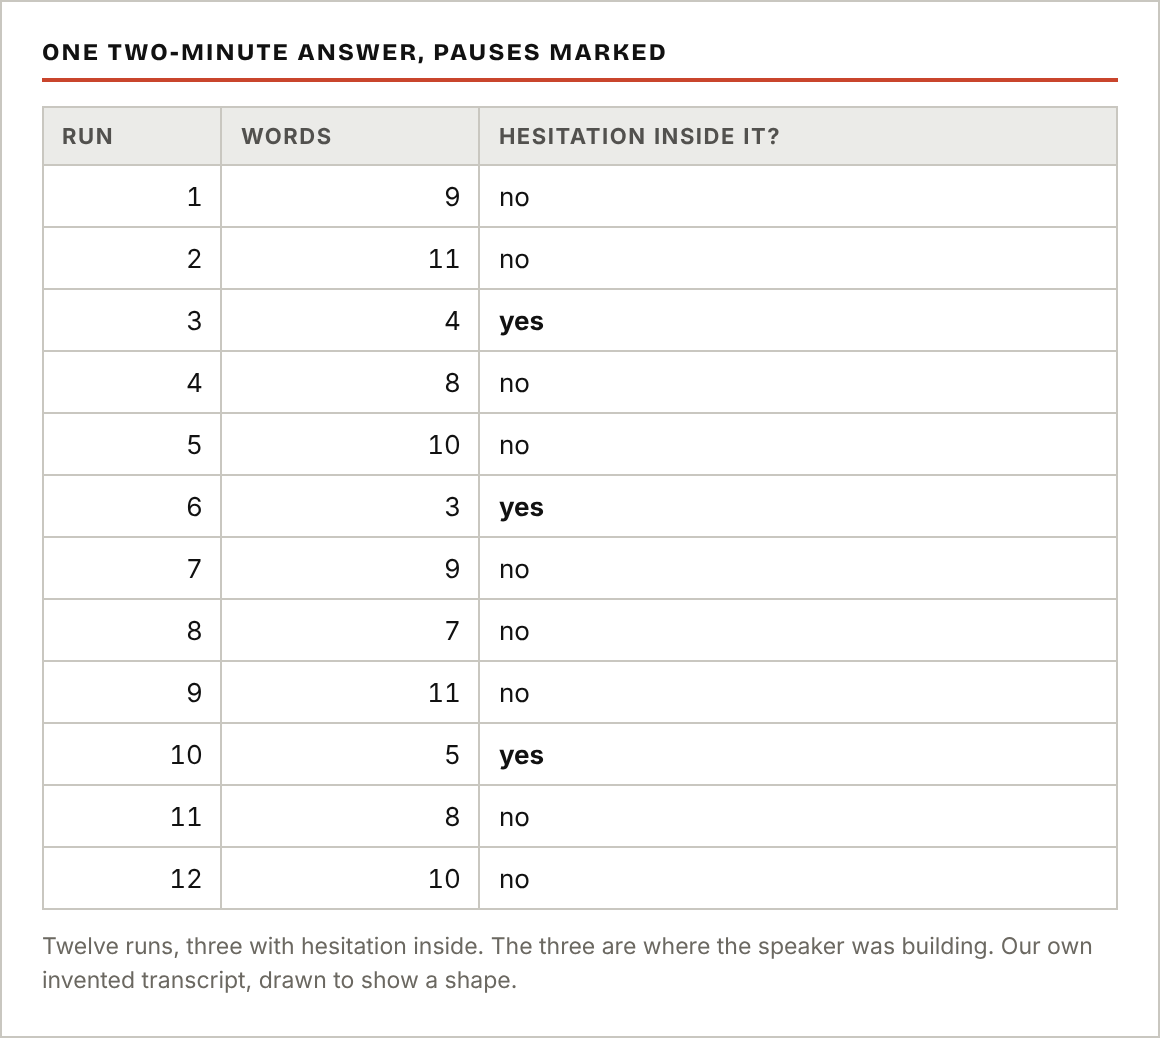 ONE TWO-MINUTE ANSWER, PAUSES MARKED
RUN WORDS HESITATION INSIDE IT?
1 9 no
2 11 no
3 4 yes
4 8 no
5 10 no
6 3 yes
7 9 no
8 7 no
9 11 no
10 5 yes
11 8 no
12 10 no
Twelve runs, three with hesitation inside. The three are where the speaker was building. Our own
invented transcript, drawn to show a shape.